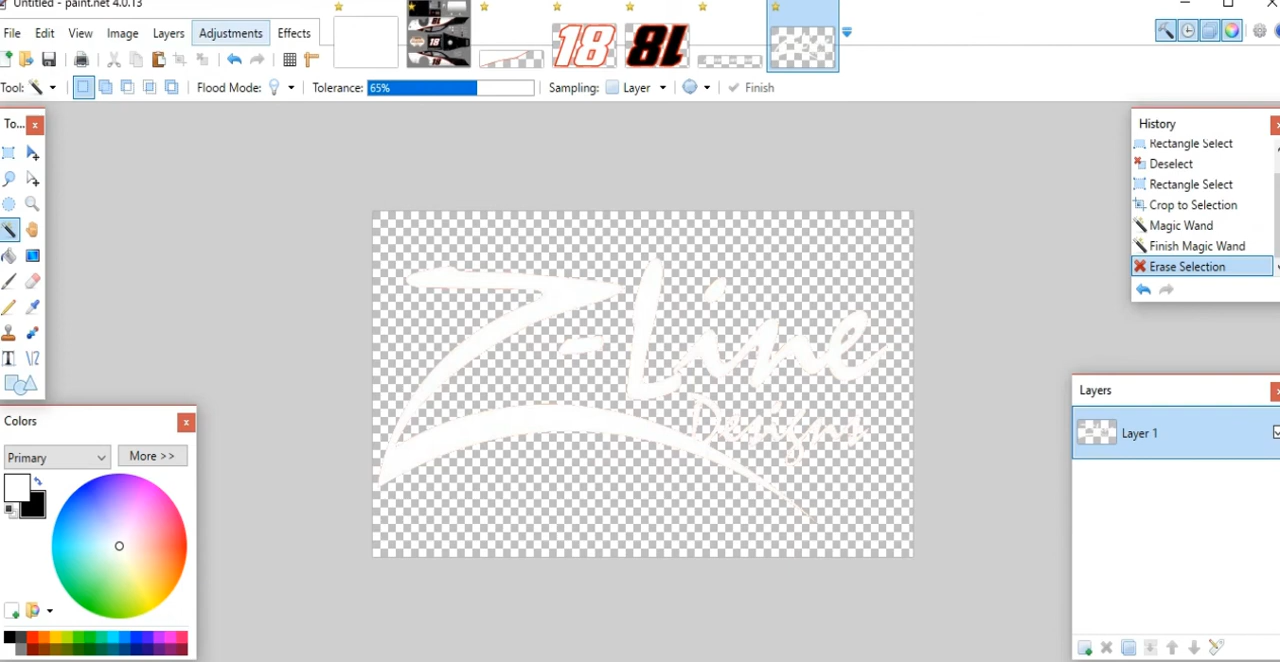 Untitled - paint.net 4.0.13
File Edit View Image Layers Adjustments Effects
18 18
Tool: Flood Mode: Tolerance: 65% Sampling: Layer Finish
To...
History
Rectangle Select
Deselect
Rectangle Select
Crop to Selection
Magic Wand
Finish Magic Wand
Erase Selection
Z-Line
Designs
Layers
Layer 1
Colors
Primary More >>